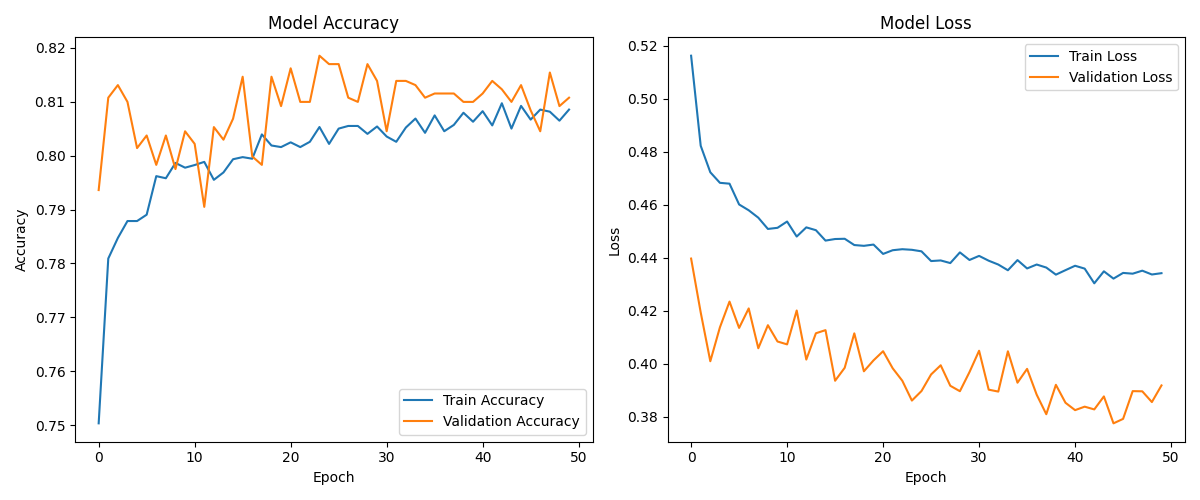 Model Accuracy
Accuracy
0.82
0.81
0.80
0.79
0.78
0.77
0.76
0.75
0 10 20 30 40 50
Epoch
Train Accuracy
Validation Accuracy
Model Loss
Loss
0.52
0.50
0.48
0.46
0.44
0.42
0.40
0.38
0 10 20 30 40 50
Epoch
Train Loss
Validation Loss